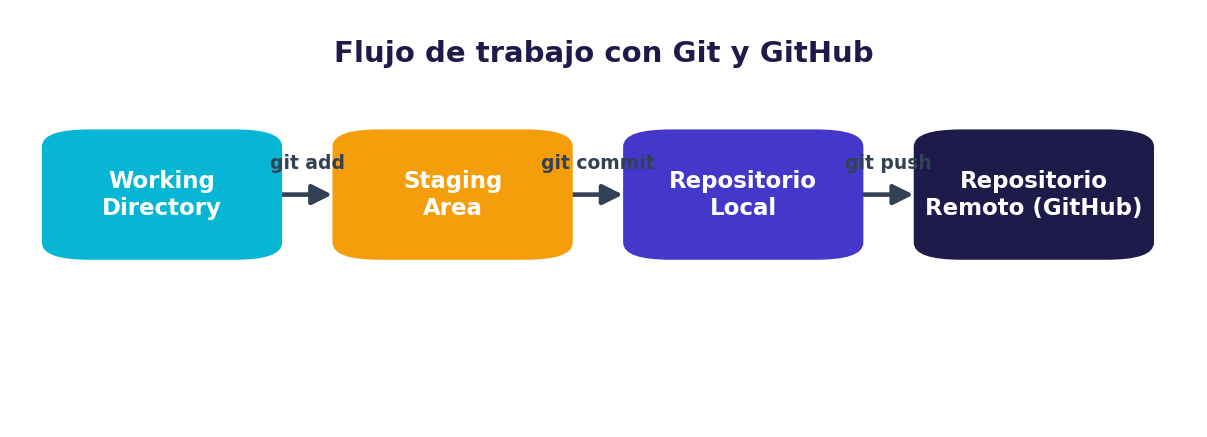 Flujo de trabajo con Git y GitHub
git add
git commit
git push
Working
Directory
Staging
Area
Repositorio
Local
Repositorio
Remoto (GitHub)